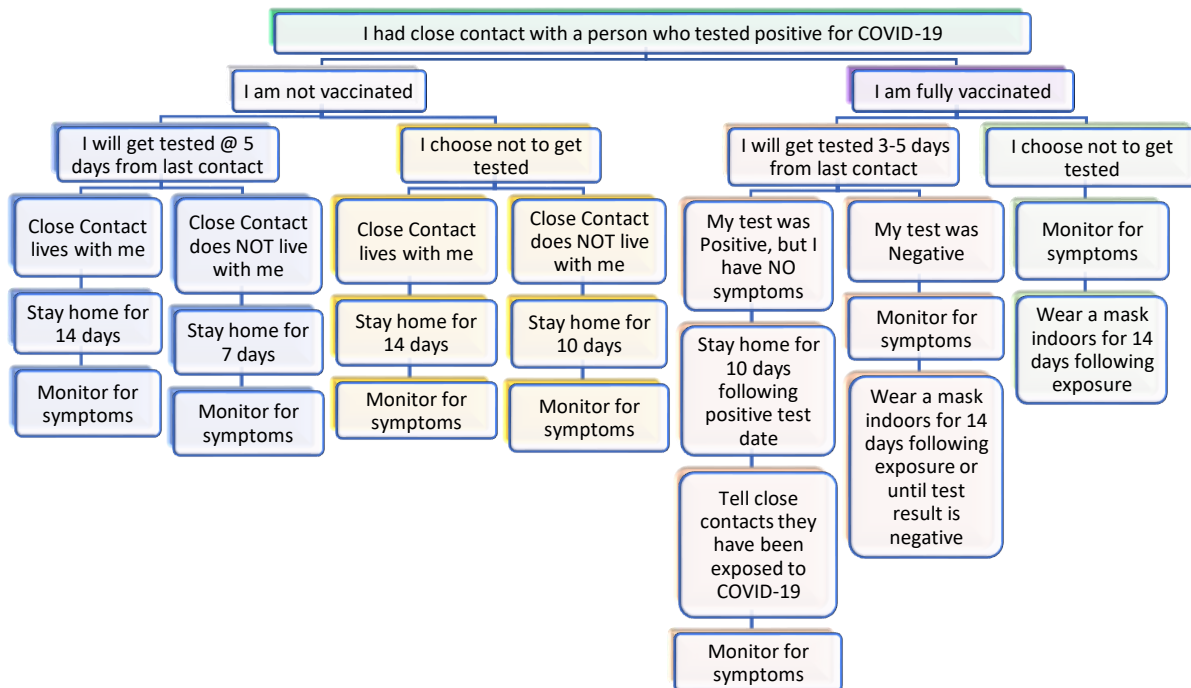 I had close contact with a person who tested positive for COVID-19
I am not vaccinated
I am fully vaccinated
I will get tested @ 5
days from last contact
I choose not to get
tested
I will get tested 3-5 days
from last contact
I choose not to get
tested
Close Contact
lives with me
Close Contact
does NOT live
with me
Close Contact
lives with me
Close Contact
does NOT live
with me
My test was
Positive, but I
have NO
symptoms
My test was
Negative
Monitor for
symptoms
Stay home for
14 days
Stay home for
7 days
Stay home for
14 days
Stay home for
10 days
Stay home for
10 days
following
positive test
date
Monitor for
symptoms
Wear a mask
indoors for 14
days following
exposure
Monitor for
symptoms
Monitor for
symptoms
Monitor for
symptoms
Monitor for
symptoms
Tell close
contacts they
have been
exposed to
COVID-19
Wear a mask
indoors for 14
days following
exposure or
until test
result is
negative
Monitor for
symptoms